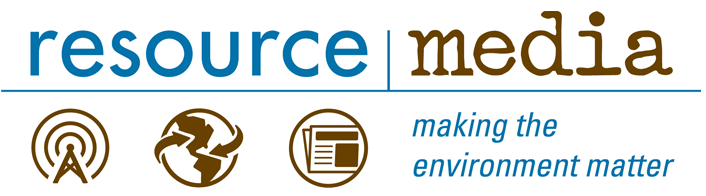 resource media
making the
environment matter